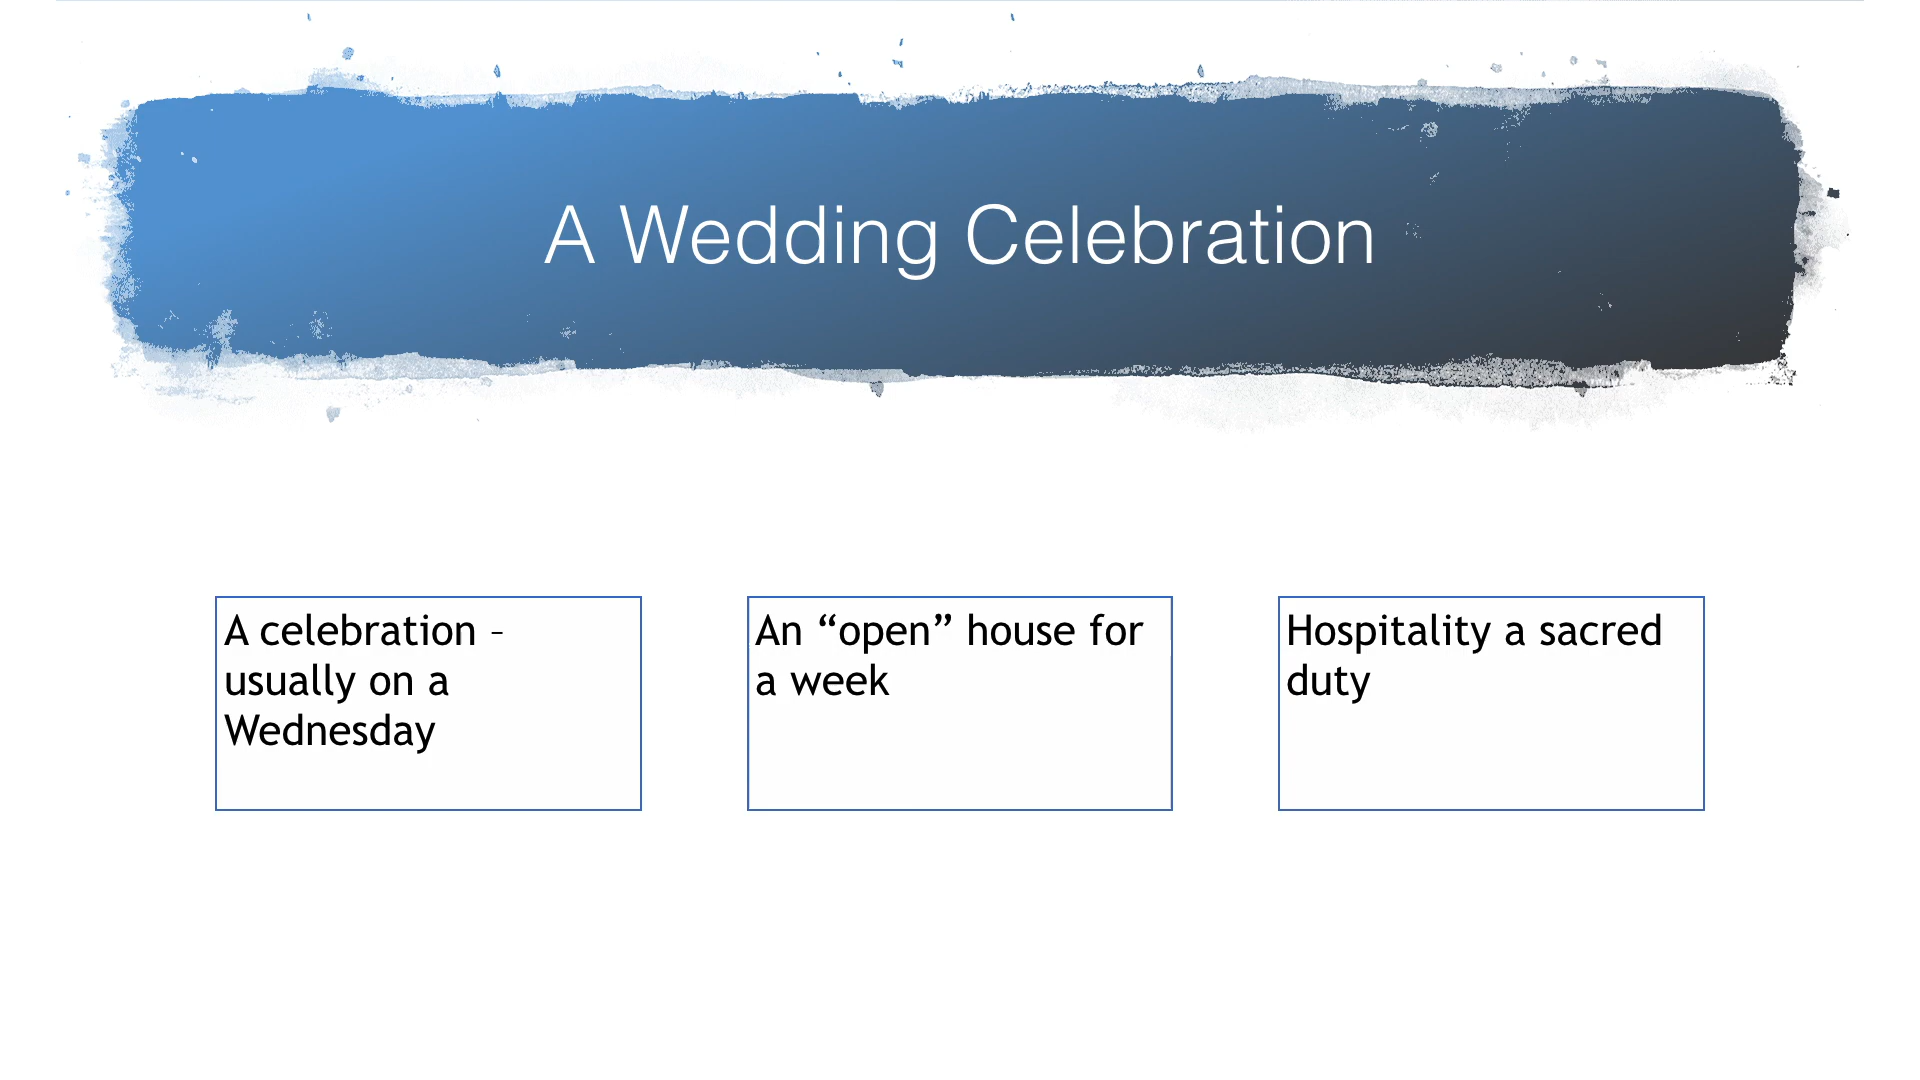 A Wedding Celebration
A celebration –
usually on a
Wednesday
An “open” house for
a week
Hospitality a sacred
duty